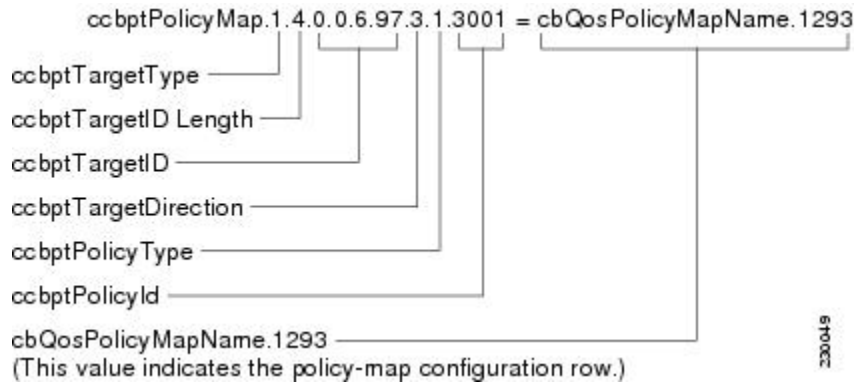 ccbptPolicyMap.1.4.0.0.6.97.3.1.3001 = cbQosPolicyMapName.1293
ccbptTargetType
ccbptTargetID Length
ccbptTargetID
ccbptTargetDirection
ccbptPolicyType
ccbptPolicyId
cbQosPolicyMapName.1293
(This value indicates the policy-map configuration row.)
230049